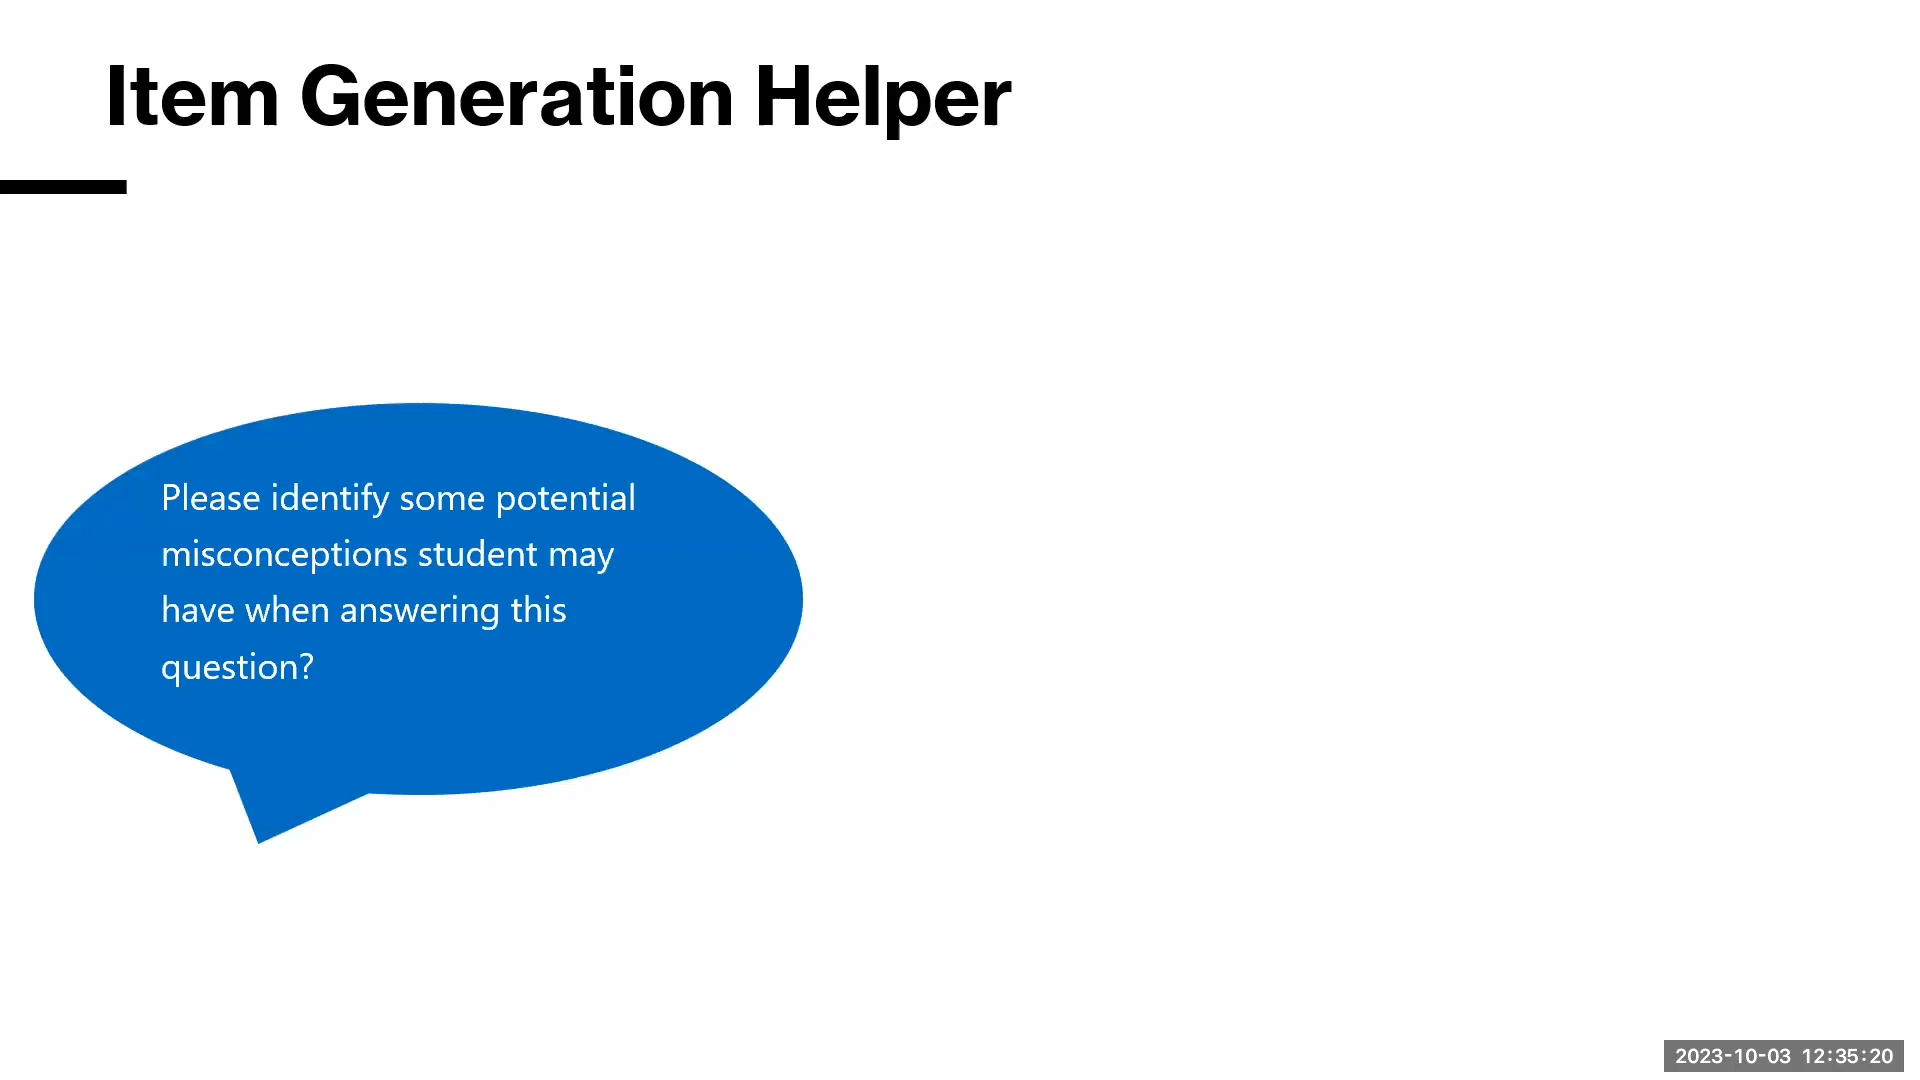 Item Generation Helper
Please identify some potential
misconceptions student may
have when answering this
question?
2023-10-03 12:35:20